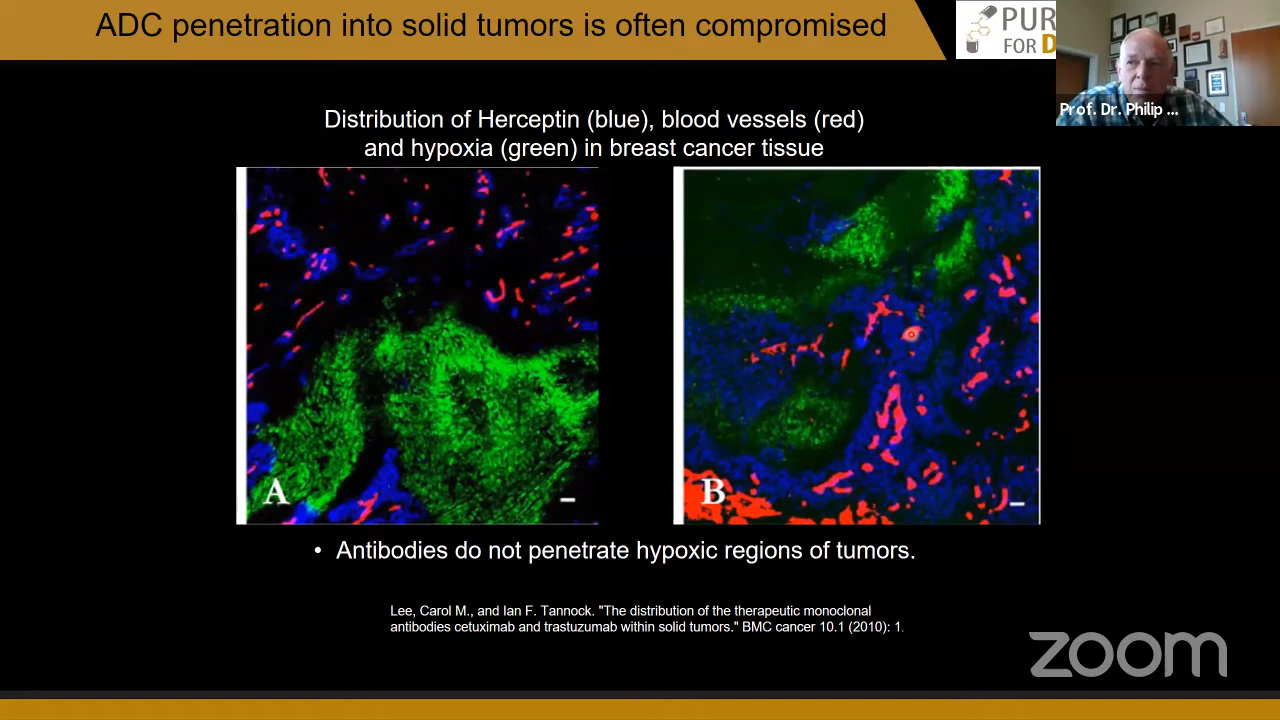 ADC penetration into solid tumors is often compromised
PUR
FOR D
Prof. Dr. Philip ...
Distribution of Herceptin (blue), blood vessels (red)
and hypoxia (green) in breast cancer tissue
A
B
• Antibodies do not penetrate hypoxic regions of tumors.
Lee, Carol M., and Ian F. Tannock. "The distribution of the therapeutic monoclonal
antibodies cetuximab and trastuzumab within solid tumors." BMC cancer 10.1 (2010): 1.
zoom